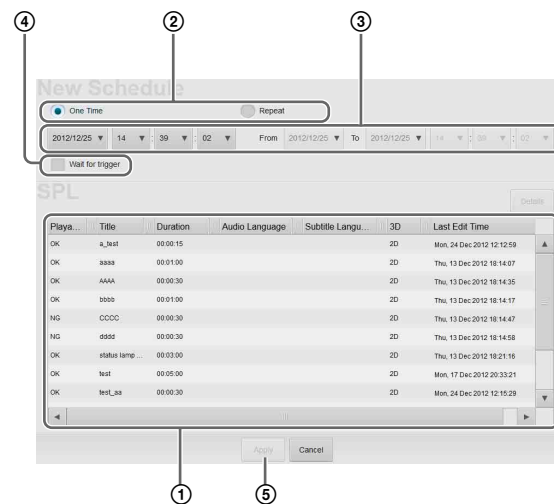 ④ ② ③
New Schedule
One Time Repeat
2012/12/25 ▼ 14 ▼ : 39 ▼ : 02 ▼ From 2012/12/25 ▼ To 2012/12/25 ▼ 14 ▼ : 39 ▼ : 02 ▼
Wait for trigger
SPL
Details
Playa... Title Duration Audio Language Subtitle Langu... 3D Last Edit Time
OK a_test 00:00:15 2D Mon, 24 Dec 2012 12:12:59
OK aaaa 00:01:00 2D Thu, 13 Dec 2012 18:14:07
OK AAAA 00:00:30 2D Thu, 13 Dec 2012 18:14:35
OK bbbb 00:01:00 2D Thu, 13 Dec 2012 18:14:17
NG CCCC 00:00:30 2D Thu, 13 Dec 2012 18:14:47
NG dddd 00:00:30 2D Thu, 13 Dec 2012 18:14:58
OK status lamp ... 00:03:00 2D Thu, 13 Dec 2012 18:21:16
OK test 00:05:00 2D Mon, 17 Dec 2012 20:33:21
OK test_aa 00:00:30 2D Mon, 24 Dec 2012 12:15:29
Apply Cancel
① ⑤